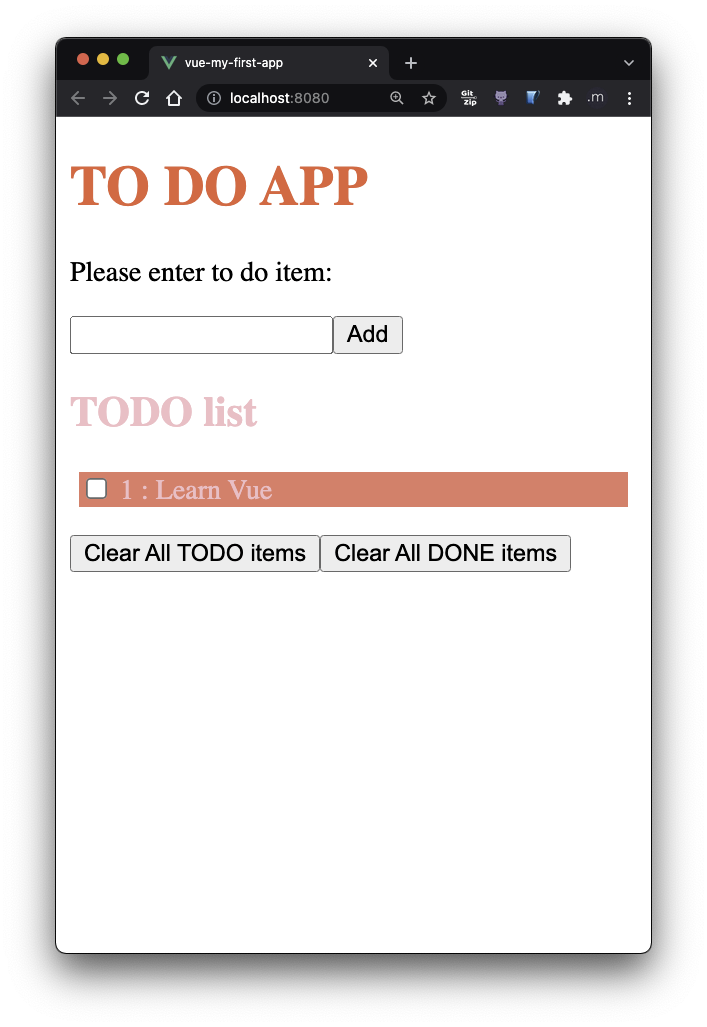 vue-my-first-app
localhost:8080
Git
Zip
.m
TO DO APP
Please enter to do item:
Add
TODO list
1 : Learn Vue
Clear All TODO items Clear All DONE items